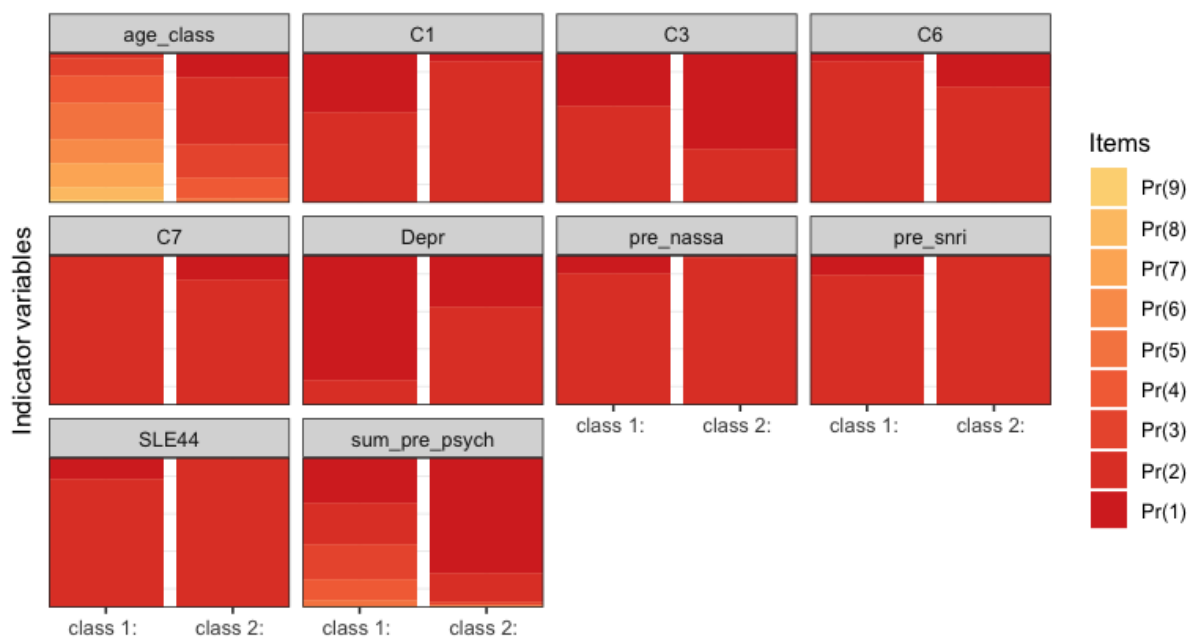 age_class
C1
C3
C6
C7
Depr
pre_nassa
pre_snri
class 1:
class 2:
class 1:
class 2:
SLE44
sum_pre_psych
class 1:
class 2:
class 1:
class 2:
Indicator variables
Items
Pr(9)
Pr(8)
Pr(7)
Pr(6)
Pr(5)
Pr(4)
Pr(3)
Pr(2)
Pr(1)